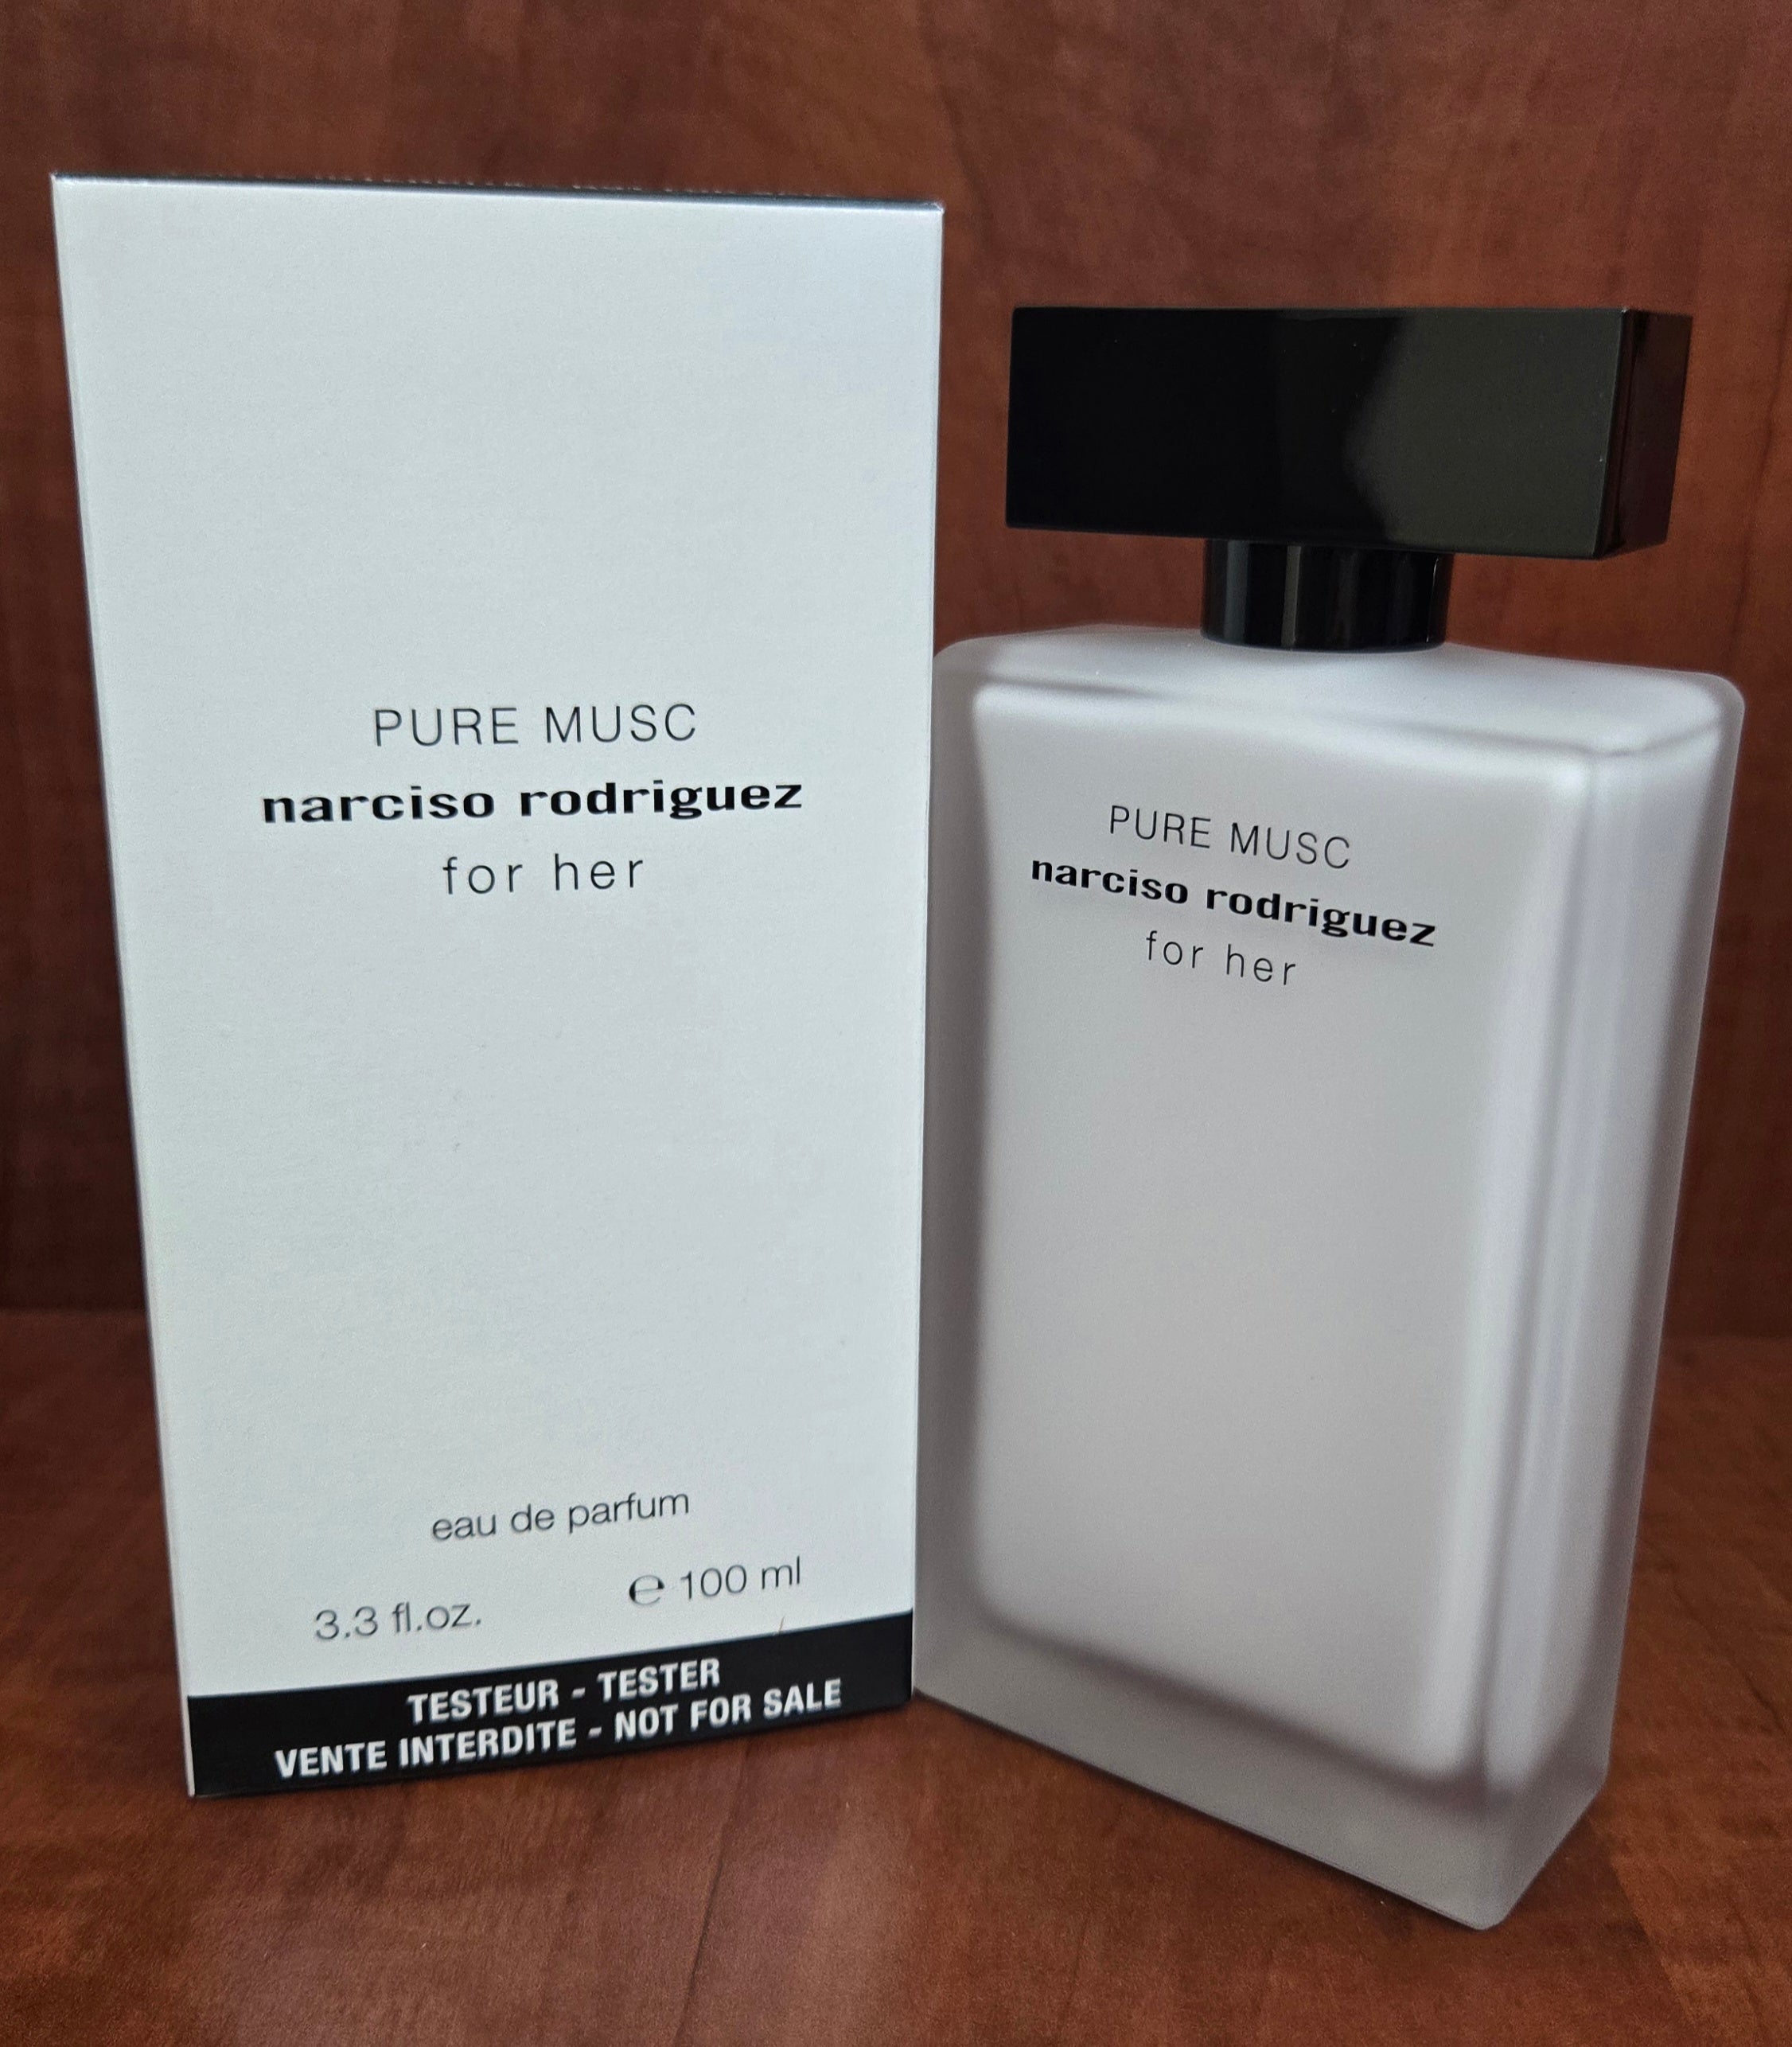 PURE MUSC
narciso rodriguez
for her
eau de parfum
3.3 fl.oz. ℮ 100 ml
TESTEUR - TESTER
VENTE INTERDITE - NOT FOR SALE
PURE MUSC
narciso rodriguez
for her